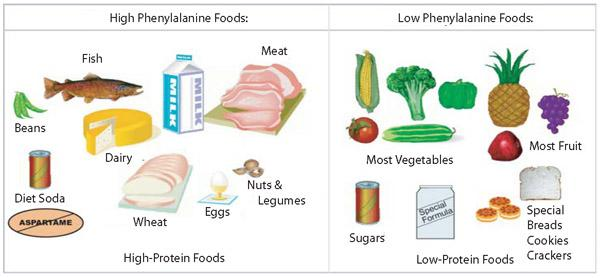 High Phenylalanine Foods:
Low Phenylalanine Foods:
Fish
Meat
MILK
MILK
Beans
Dairy
Most Vegetables
Most Fruit
Diet Soda
Nuts &
Legumes
Eggs
Wheat
ASPARTAME
Sugars
Special
Formula
Special
Breads
Cookies
Crackers
High-Protein Foods
Low-Protein Foods